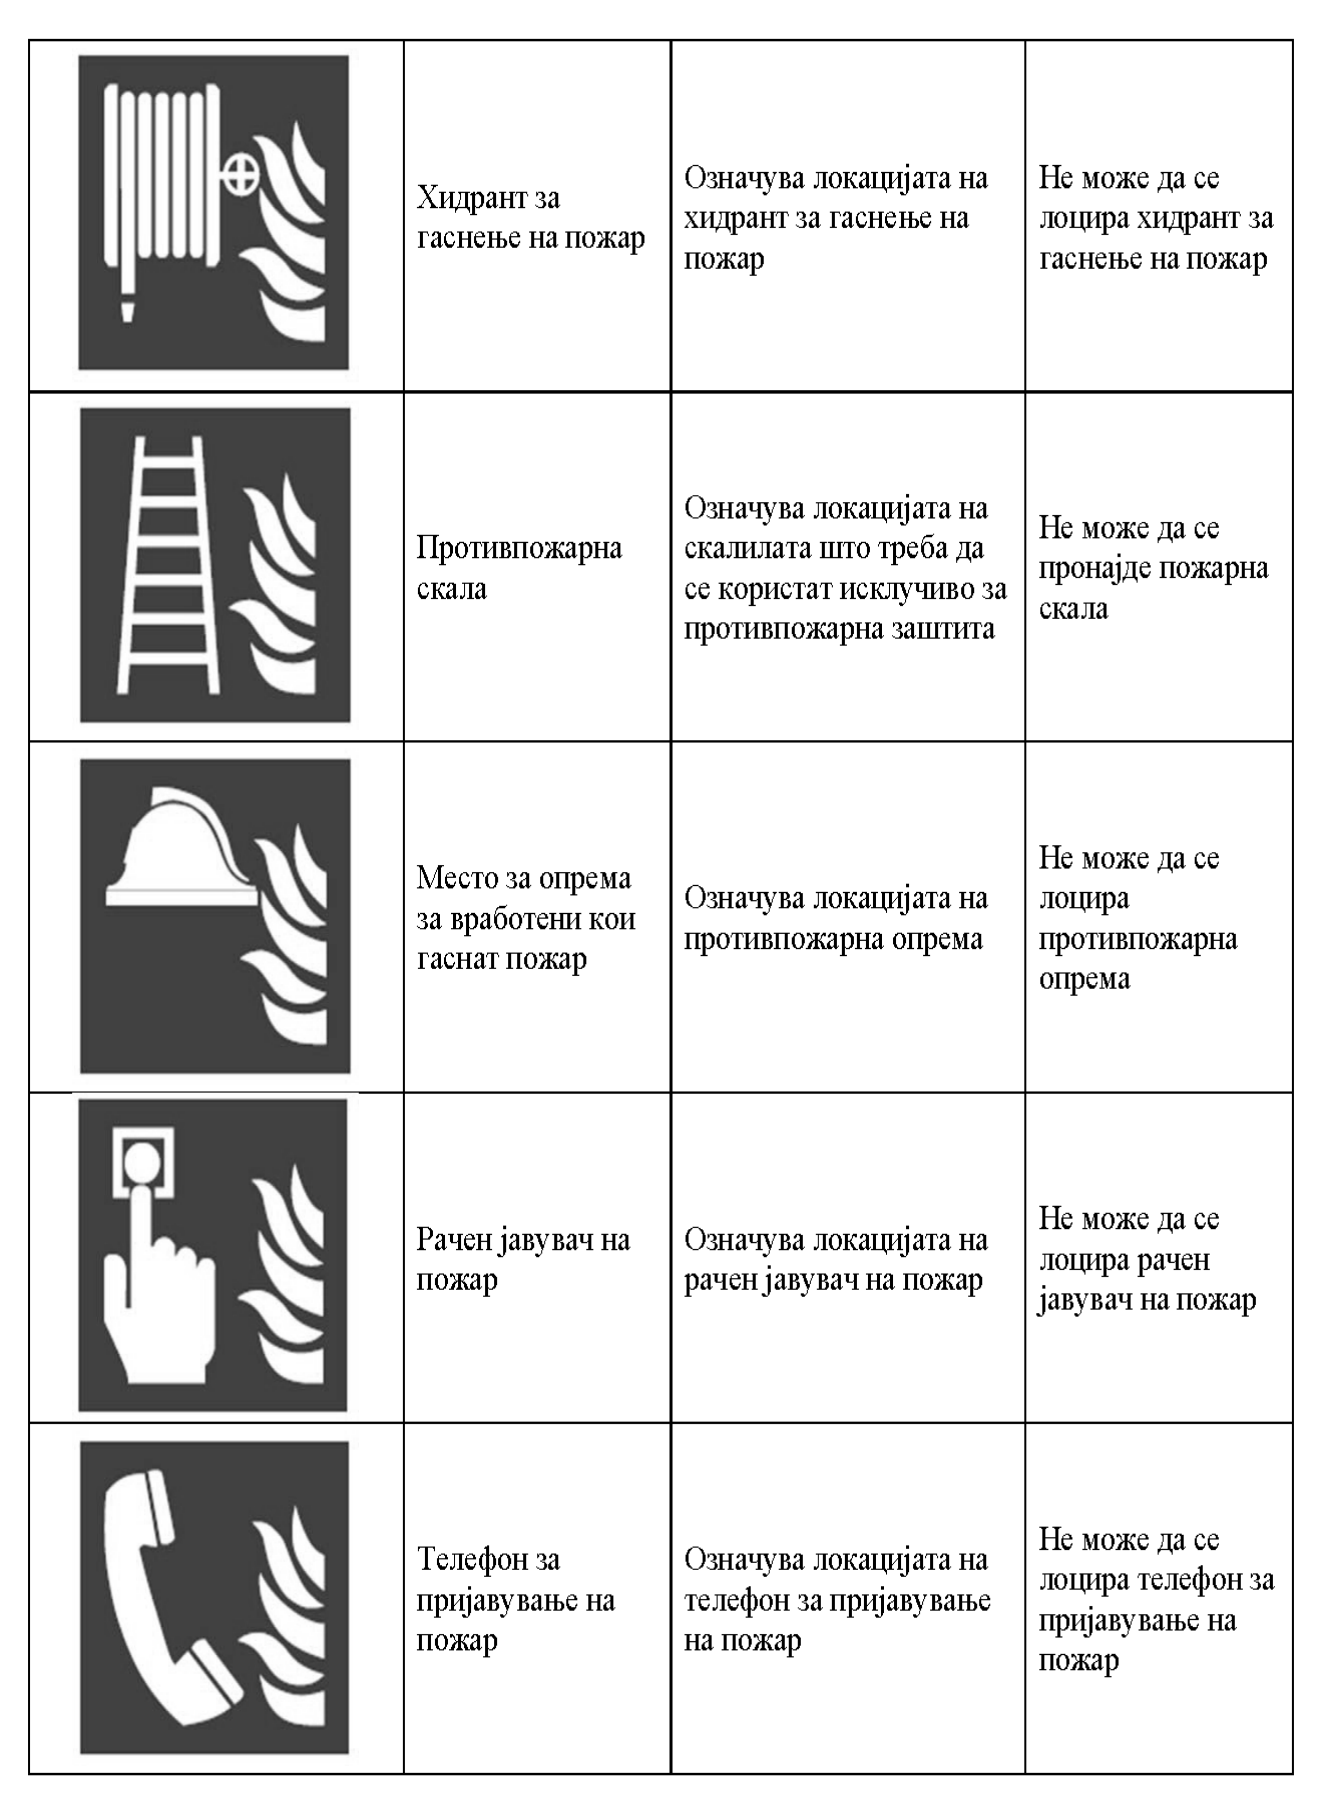 Хидрант за
гаснење на пожар
Означува локацијата на
хидрант за гаснење на
пожар
Не може да се
лоцира хидрант за
гаснење на пожар
Противпожарна
скала
Означува локацијата на
скалилата што треба да
се користат исклучиво за
противпожарна заштита
Не може да се
пронајде пожарна
скала
Место за опрема
за вработени кои
гаснат пожар
Означува локацијата на
противпожарна опрема
Не може да се
лоцира
противпожарна
опрема
Рачен јавувач на
пожар
Означува локацијата на
рачен јавувач на пожар
Не може да се
лоцира рачен
јавувач на пожар
Телефон за
пријавување на
пожар
Означува локацијата на
телефон за пријавување
на пожар
Не може да се
лоцира телефон за
пријавување на
пожар